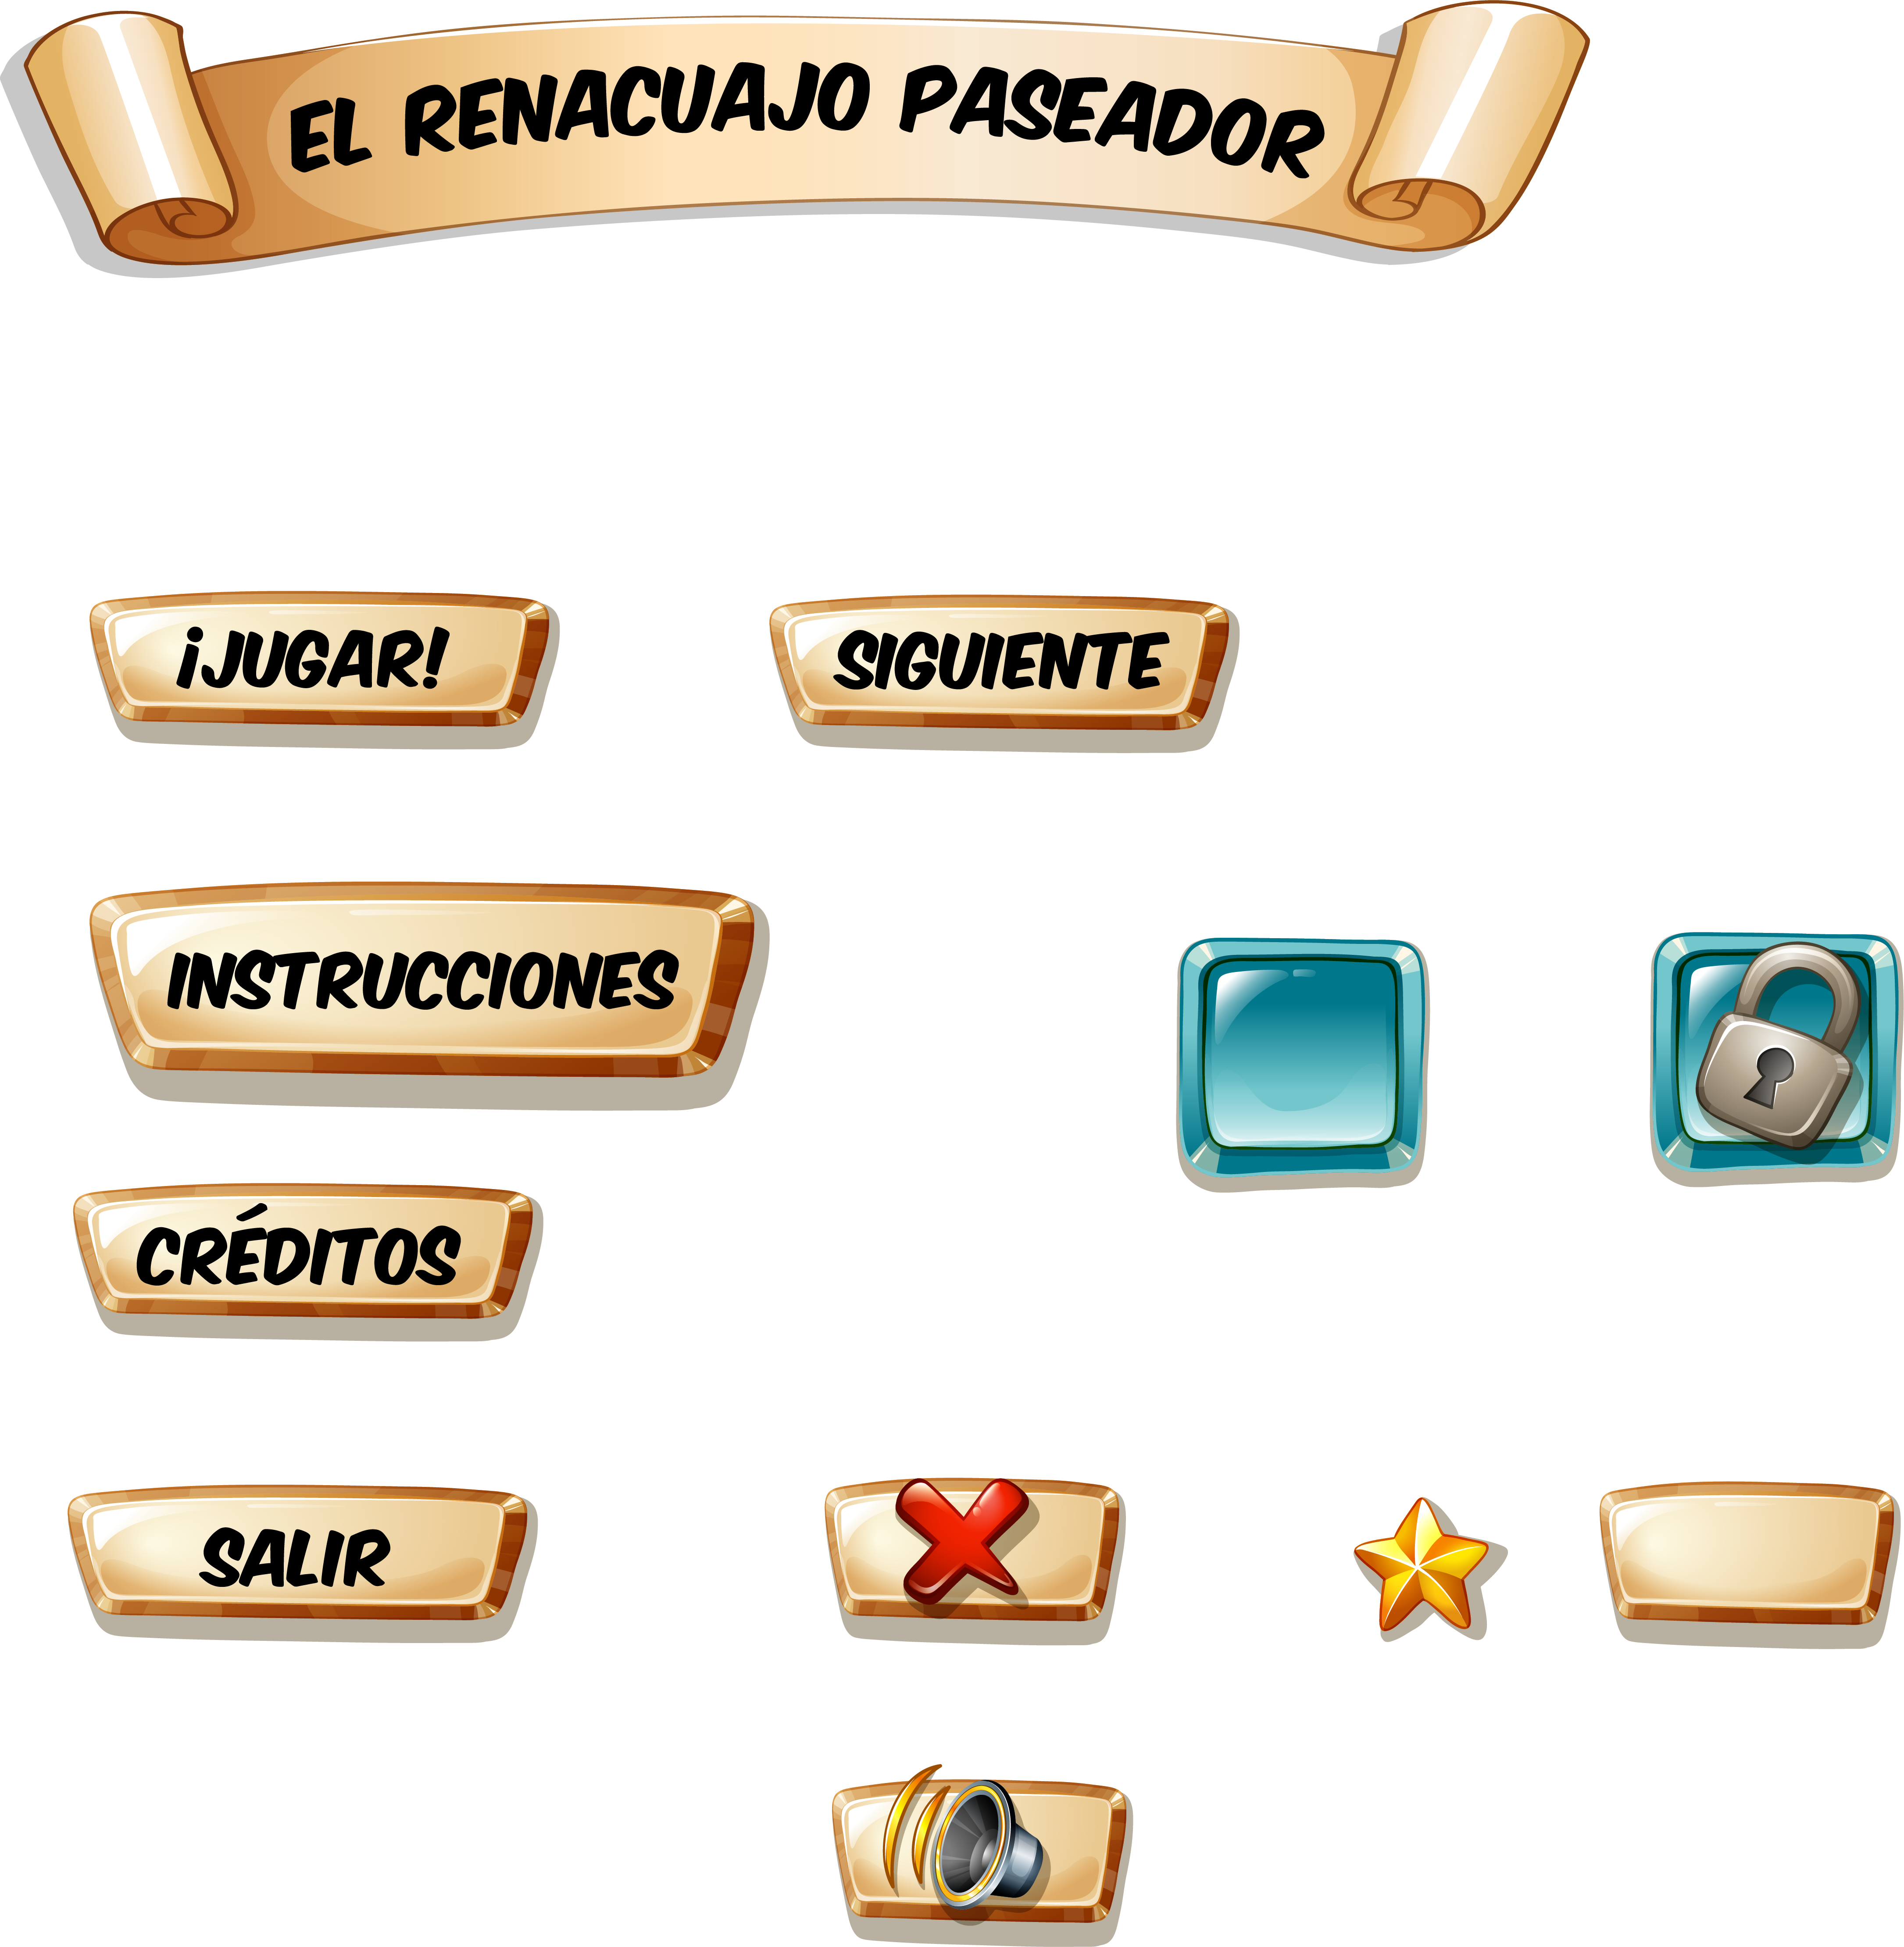 EL RENACUAJO PASEADOR
¡JUGAR!
SIGUIENTE
INSTRUCCIONES
CRÉDITOS
SALIR